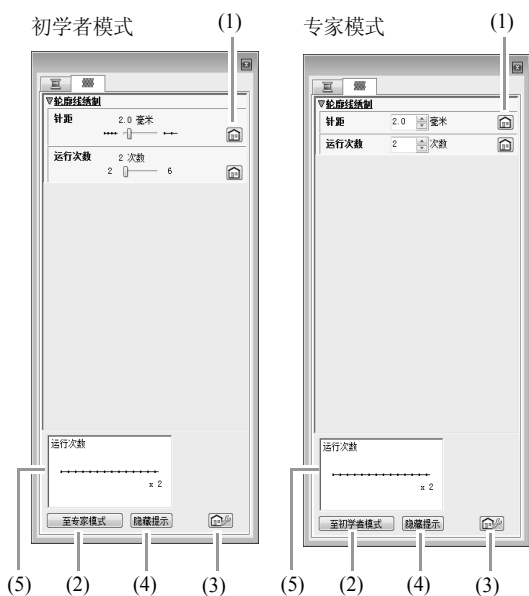 初学者模式
(1)
▽轮廓线绣制
针距
2.0 毫米
运行次数
2 次数
2 6
运行次数
x 2
至专家模式
隐藏提示
(5) (2) (4) (3)
专家模式
(1)
▽轮廓线绣制
针距 2.0 毫米
运行次数 2 次数
运行次数
x 2
至初学者模式
隐藏提示
(5) (2) (4) (3)